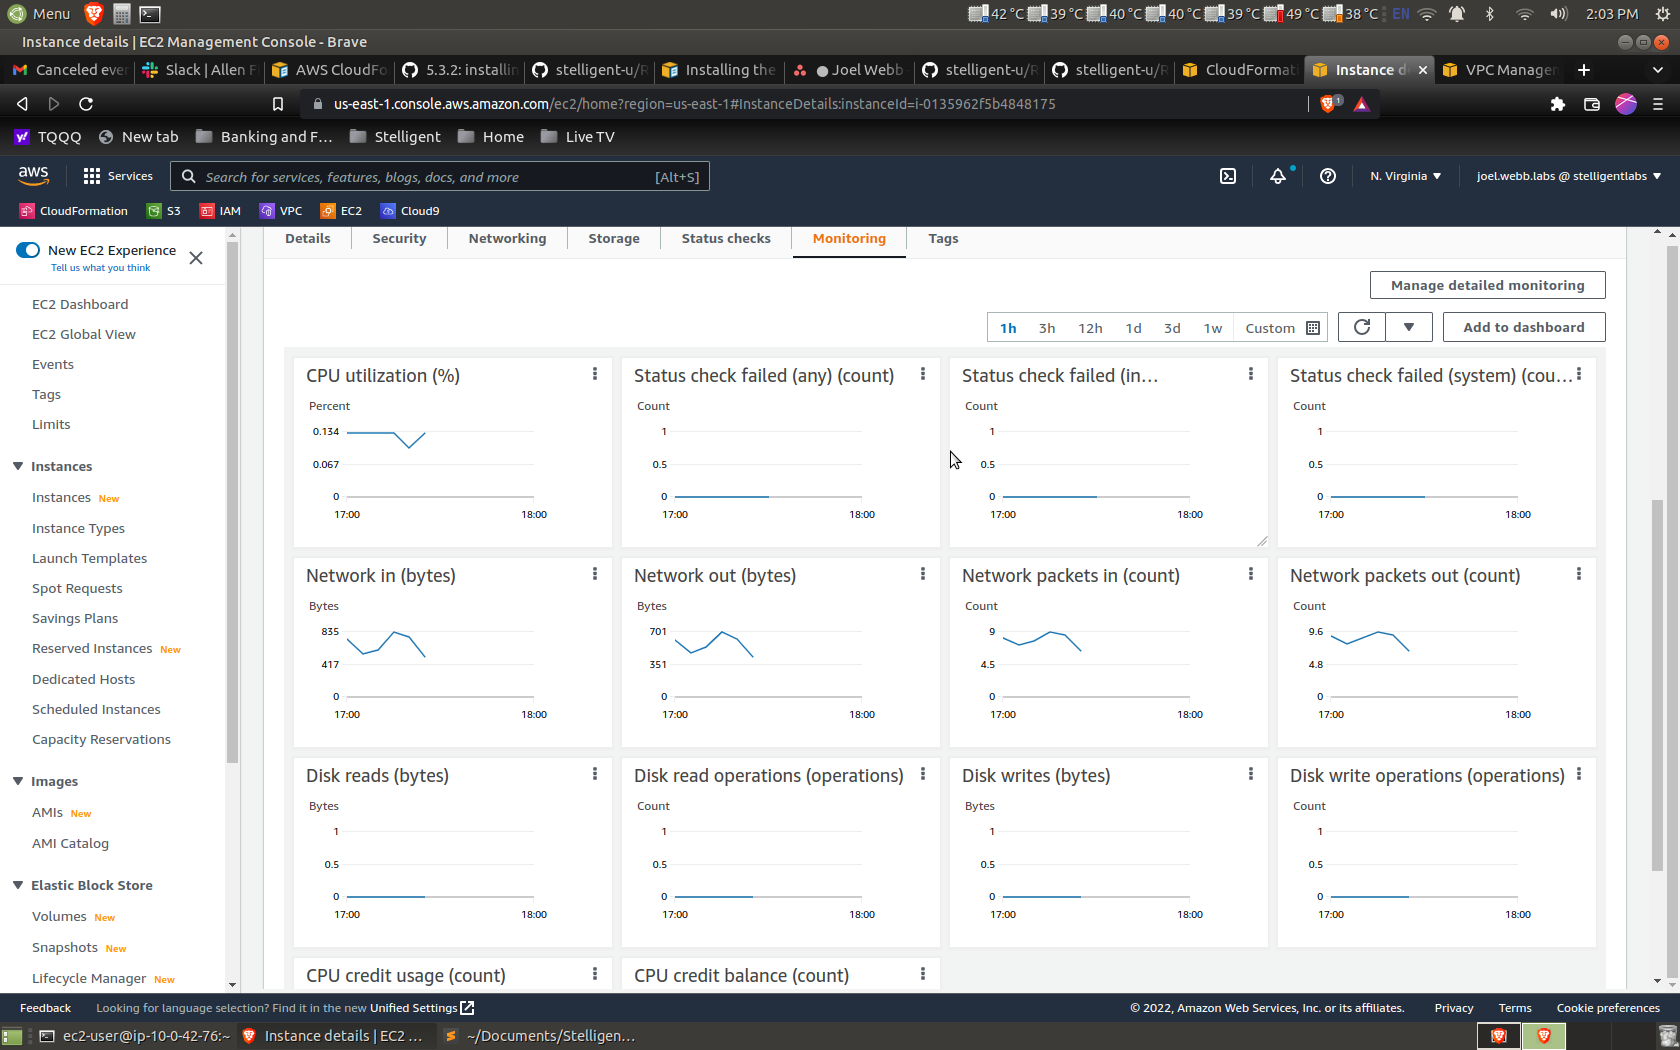 Menu 42 °C 39 °C 40 °C 40 °C 39 °C 49 °C 38 °C EN 2:03 PM
Instance details | EC2 Management Console - Brave
Canceled eve Slack | Allen F AWS CloudFo 5.3.2: installin stelligent-u/R Installing the Joel Webb stelligent-u/R stelligent-u/R CloudFormat Instance d VPC Manager
us-east-1.console.aws.amazon.com/ec2/home?region=us-east-1#InstanceDetails:instanceId=i-0135962f5b4848175 1
TQQQ New tab Banking and F... Stelligent Home Live TV
aws Services Search for services, features, blogs, docs, and more [Alt+S] N. Virginia joel.webb.labs @ stelligentlabs
CloudFormation S3 IAM VPC EC2 Cloud9
New EC2 Experience
Tell us what you think
EC2 Dashboard
EC2 Global View
Events
Tags
Limits
Instances
Instances New
Instance Types
Launch Templates
Spot Requests
Savings Plans
Reserved Instances New
Dedicated Hosts
Scheduled Instances
Capacity Reservations
Images
AMIs New
AMI Catalog
Elastic Block Store
Volumes New
Snapshots New
Lifecycle Manager New
Details Security Networking Storage Status checks Monitoring Tags
Manage detailed monitoring
1h 3h 12h 1d 3d 1w Custom Add to dashboard
CPU utilization (%)
Percent
0.134
0.067
0
17:00 18:00
Status check failed (any) (count)
Count
1
0.5
0
17:00 18:00
Status check failed (in...
Count
1
0.5
0
17:00 18:00
Status check failed (system) (cou...
Count
1
0.5
0
17:00 18:00
Network in (bytes)
Bytes
835
417
0
17:00 18:00
Network out (bytes)
Bytes
701
351
0
17:00 18:00
Network packets in (count)
Count
9
4.5
0
17:00 18:00
Network packets out (count)
Count
9.6
4.8
0
17:00 18:00
Disk reads (bytes)
Bytes
1
0.5
0
17:00 18:00
Disk read operations (operations)
Count
1
0.5
0
17:00 18:00
Disk writes (bytes)
Bytes
1
0.5
0
17:00 18:00
Disk write operations (operations)
Count
1
0.5
0
17:00 18:00
CPU credit usage (count)
CPU credit balance (count)
Feedback Looking for language selection? Find it in the new Unified Settings © 2022, Amazon Web Services, Inc. or its affiliates. Privacy Terms Cookie preferences
ec2-user@ip-10-0-42-76:~ Instance details | EC2 ... ~/Documents/Stelligen...